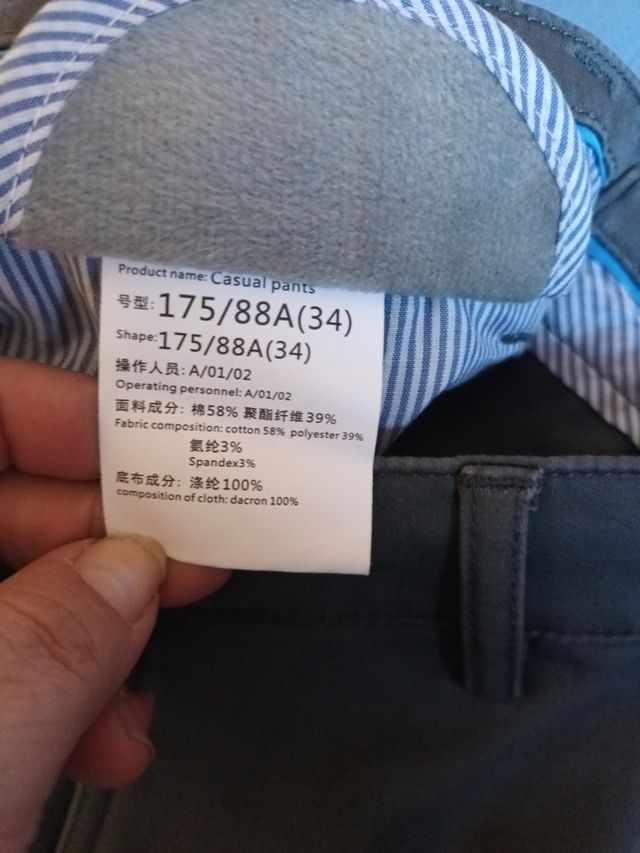 Product name: Casual pants
号型: 175/88A(34)
Shape: 175/88A(34)
操作人员: A/01/02
Operating personnel: A/01/02
面料成分: 棉58% 聚酯纤维39%
Fabric composition: cotton 58% polyester 39%
氨纶3%
Spandex3%
底布成分: 涤纶100%
composition of cloth: dacron 100%